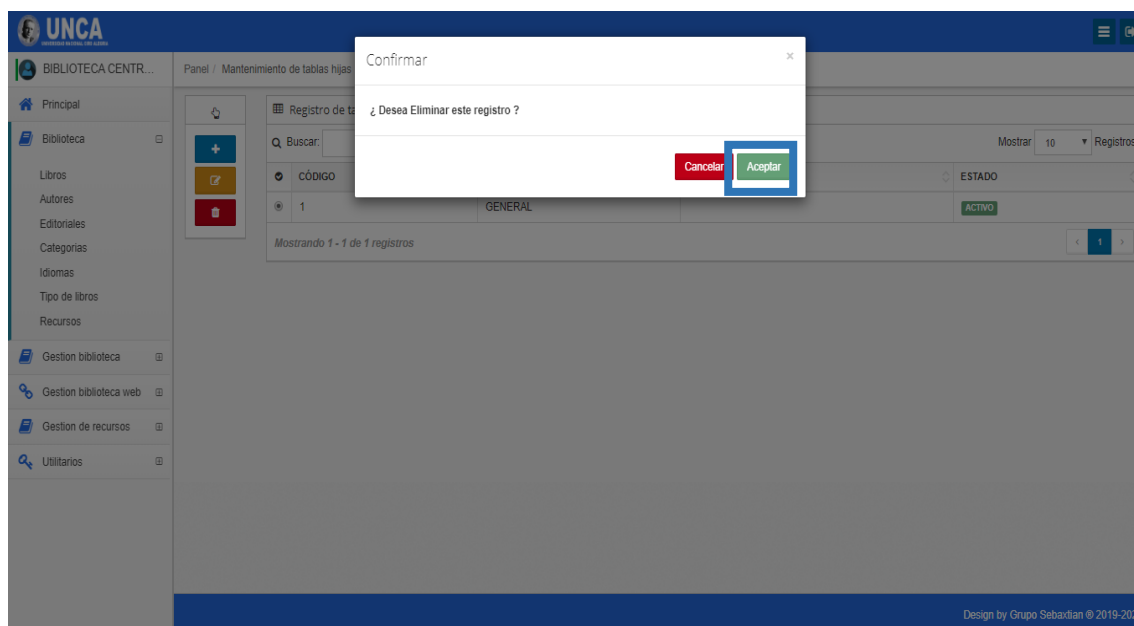 UNCA
BIBLIOTECA CENTR...
Principal
Biblioteca
Libros
Autores
Editoriales
Categorias
Idiomas
Tipo de libros
Recursos
Gestion biblioteca
Gestion biblioteca web
Gestion de recursos
Utilitarios
Panel / Mantenimiento de tablas hijas
Confirmar ×
¿ Desea Eliminar este registro ?
Cancelar Aceptar
Registro de ta
Buscar: Mostrar 10 Registros
CÓDIGO ESTADO
1 GENERAL ACTIVO
Mostrando 1 - 1 de 1 registros < 1 >
Design by Grupo Sebaxtian ® 2019-202